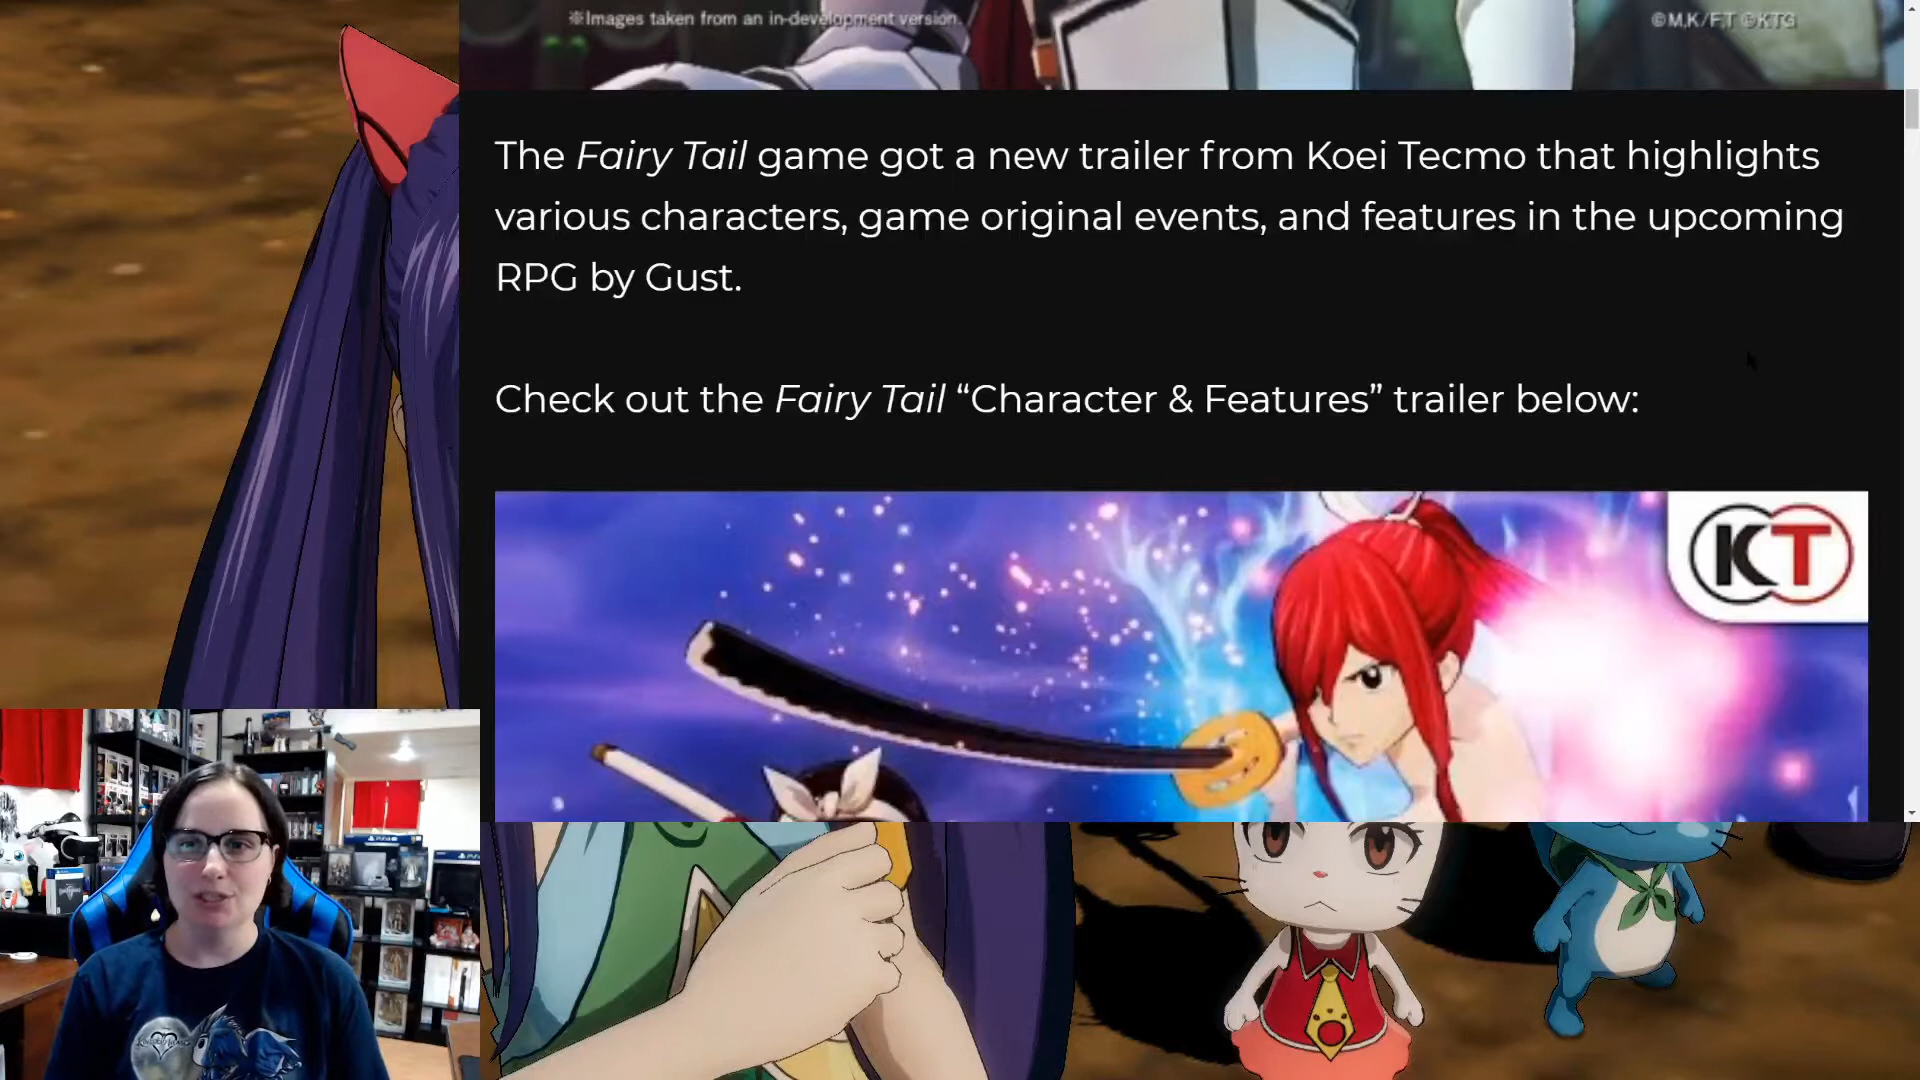 ※Images taken from an in-development version.
©M,K/F,T ©KTG
The Fairy Tail game got a new trailer from Koei Tecmo that highlights
various characters, game original events, and features in the upcoming
RPG by Gust.
Check out the Fairy Tail “Character & Features” trailer below:
KT